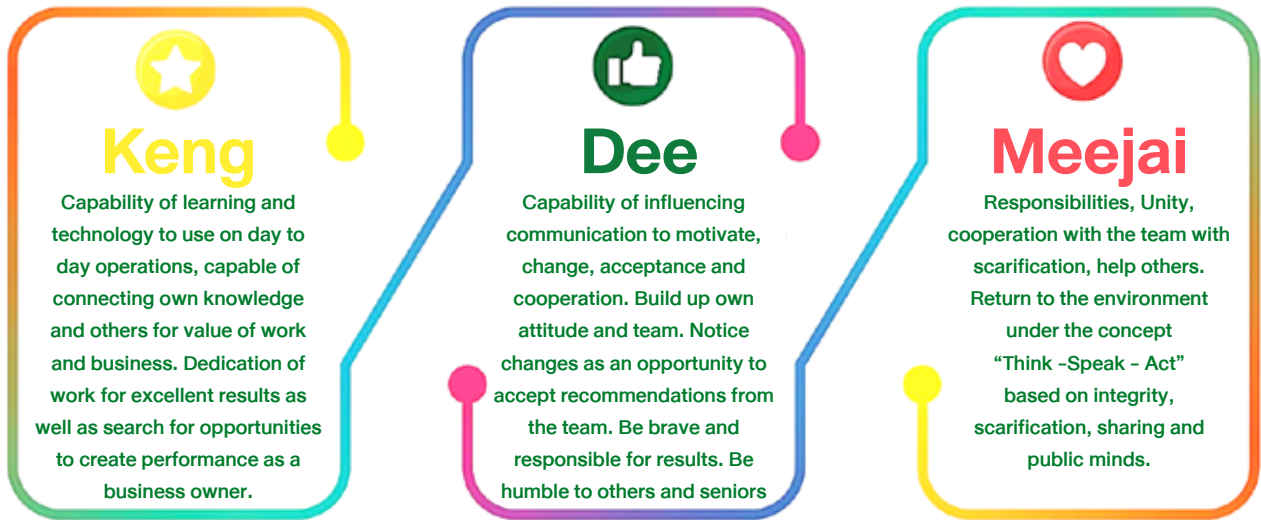 Keng
Capability of learning and
technology to use on day to
day operations, capable of
connecting own knowledge
and others for value of work
and business. Dedication of
work for excellent results as
well as search for opportunities
to create performance as a
business owner.
Dee
Capability of influencing
communication to motivate,
change, acceptance and
cooperation. Build up own
attitude and team. Notice
changes as an opportunity to
accept recommendations from
the team. Be brave and
responsible for results. Be
humble to others and seniors
Meejai
Responsibilities, Unity,
cooperation with the team with
scarification, help others.
Return to the environment
under the concept
“Think –Speak – Act”
based on integrity,
scarification, sharing and
public minds.